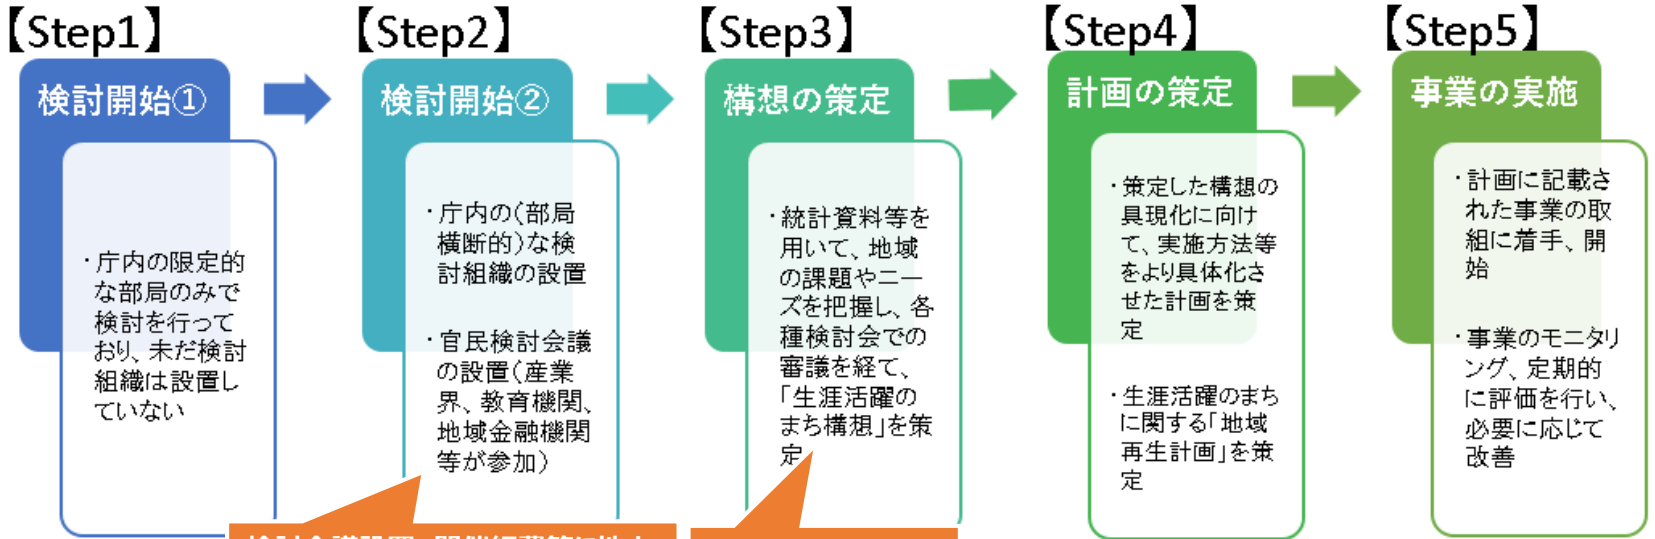 【Step1】
検討開始①
・庁内の限定的
な部局のみで
検討を行って
おり、未だ検討
組織は設置し
ていない
【Step2】
検討開始②
・庁内の(部局
横断的)な検
討組織の設置
・官民検討会議
の設置(産業
界、教育機関、
地域金融機関
等が参加)
【Step3】
構想の策定
・統計資料等を
用いて、地域
の課題やニー
ズを把握し、各
種検討会での
審議を経て、
「生涯活躍の
まち構想」を策
定
【Step4】
計画の策定
・策定した構想の
具現化に向け
て、実施方法等
をより具体化さ
せた計画を策
定
・生涯活躍のまち
に関する「地域
再生計画」を策
定
【Step5】
事業の実施
・計画に記載さ
れた事業の取
組に着手、開
始
・事業のモニタリ
ング、定期的
に評価を行い、
必要に応じて
改善